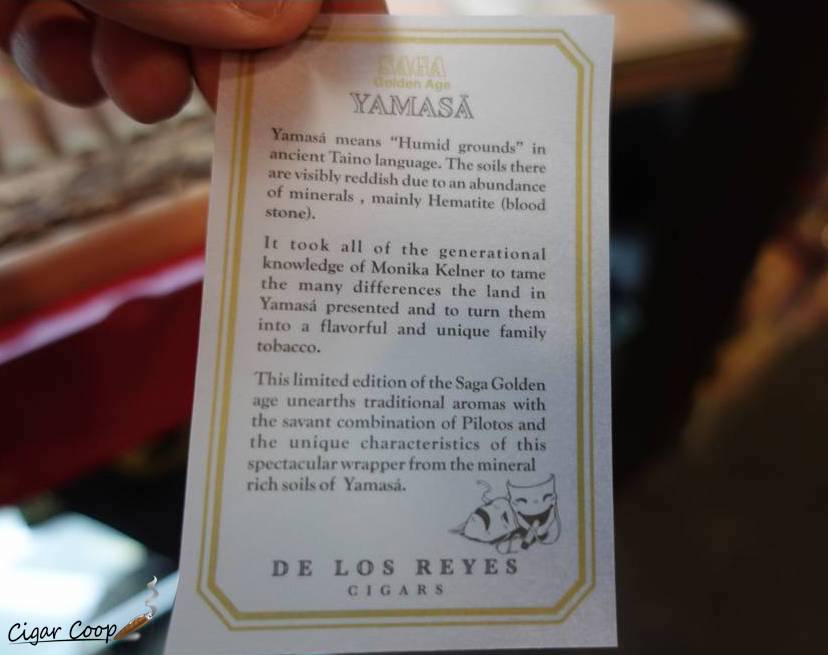 SAGA
Golden Age
YAMASÁ
Yamasá means “Humid grounds” in
ancient Taino language. The soils there
are visibly reddish due to an abundance
of minerals , mainly Hematite (blood
stone).
It took all of the generational
knowledge of Monika Kelner to tame
the many differences the land in
Yamasá presented and to turn them
into a flavorful and unique family
tobacco.
This limited edition of the Saga Golden
age unearths traditional aromas with
the savant combination of Pilotos and
the unique characteristics of this
spectacular wrapper from the mineral
rich soils of Yamasá.
DE LOS REYES
CIGARS
Cigar Coop